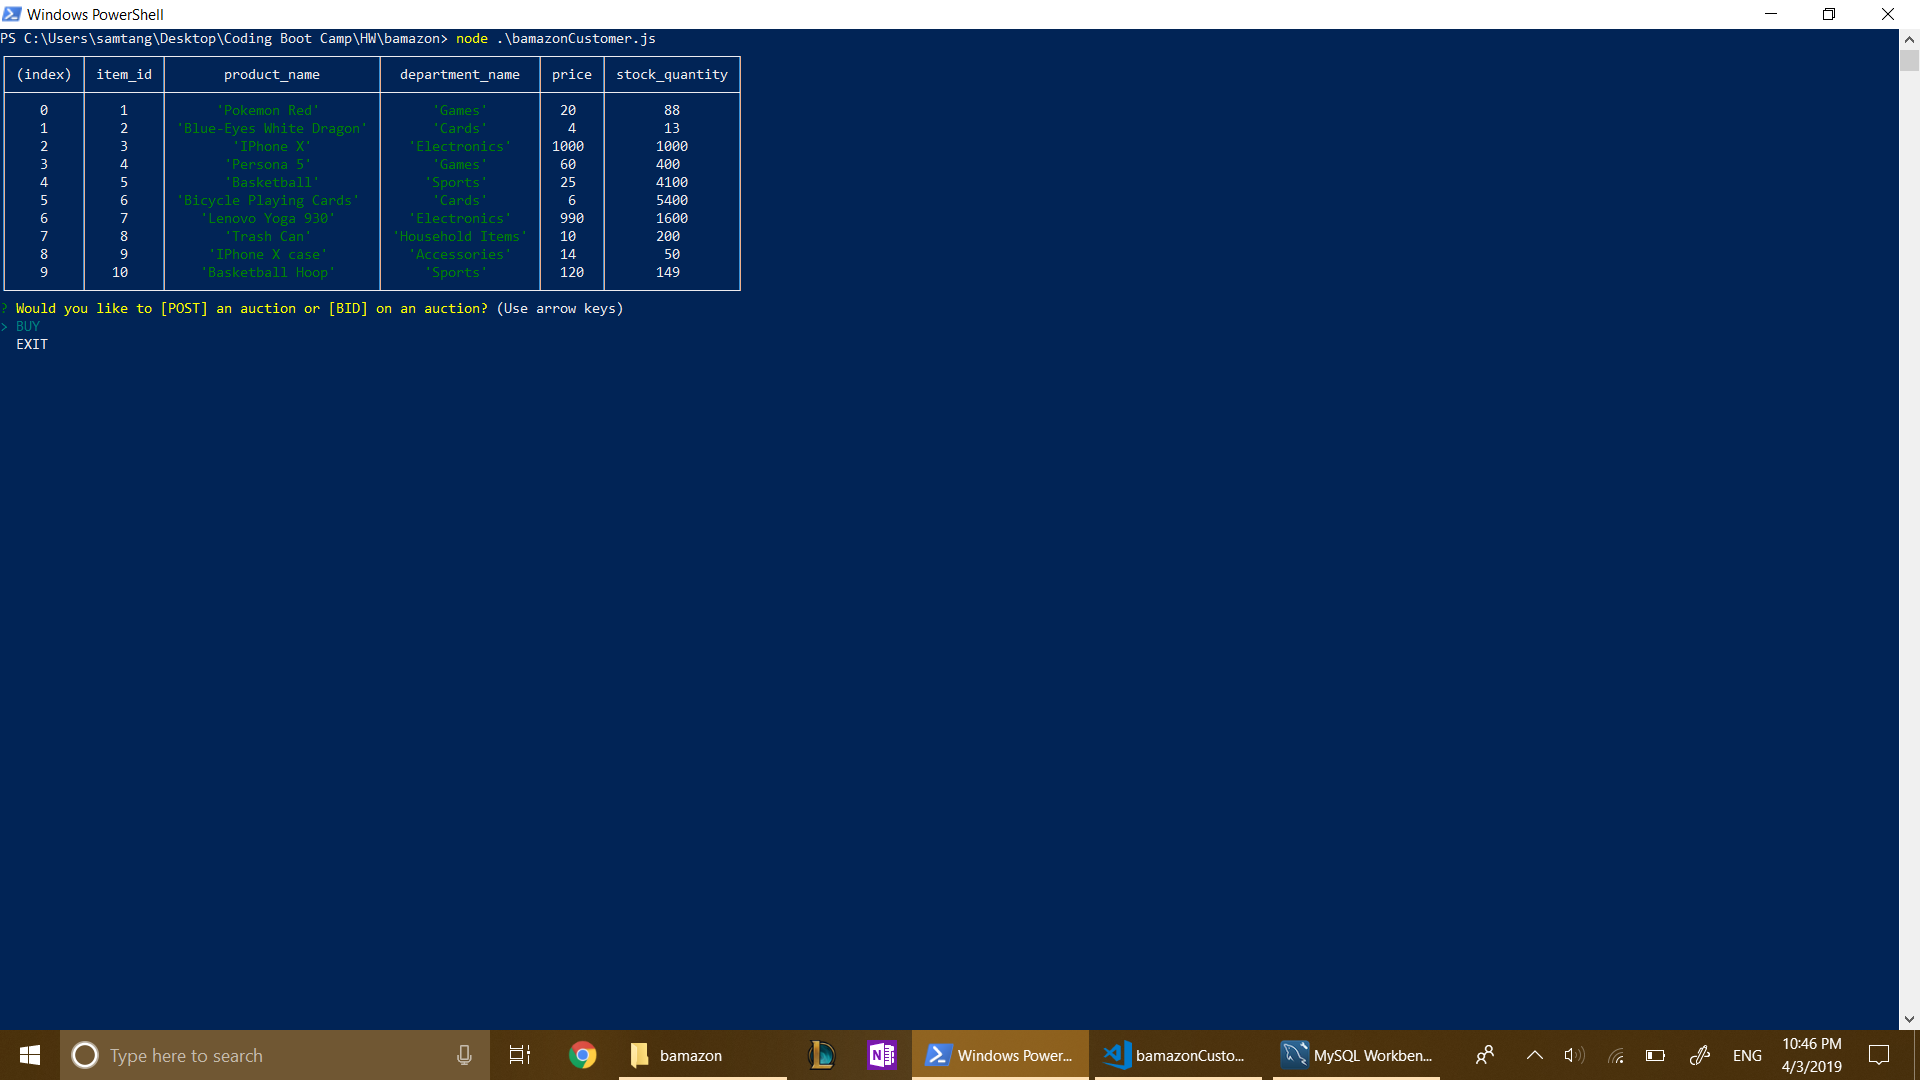 Windows PowerShell
PS C:\Users\samtang\Desktop\Coding Boot Camp\HW\bamazon> node .\bamazonCustomer.js
(index) item_id product_name department_name price stock_quantity
0 1 'Pokemon Red' 'Games' 20 88
1 2 'Blue-Eyes White Dragon' 'Cards' 4 13
2 3 'IPhone X' 'Electronics' 1000 1000
3 4 'Persona 5' 'Games' 60 400
4 5 'Basketball' 'Sports' 25 4100
5 6 'Bicycle Playing Cards' 'Cards' 6 5400
6 7 'Lenovo Yoga 930' 'Electronics' 990 1600
7 8 'Trash Can' 'Household Items' 10 200
8 9 'IPhone X case' 'Accessories' 14 50
9 10 'Basketball Hoop' 'Sports' 120 149
? Would you like to [POST] an auction or [BID] on an auction? (Use arrow keys)
> BUY
EXIT
Type here to search bamazon N Windows Power... bamazonCusto... MySQL Workben... ENG 10:46 PM
4/3/2019